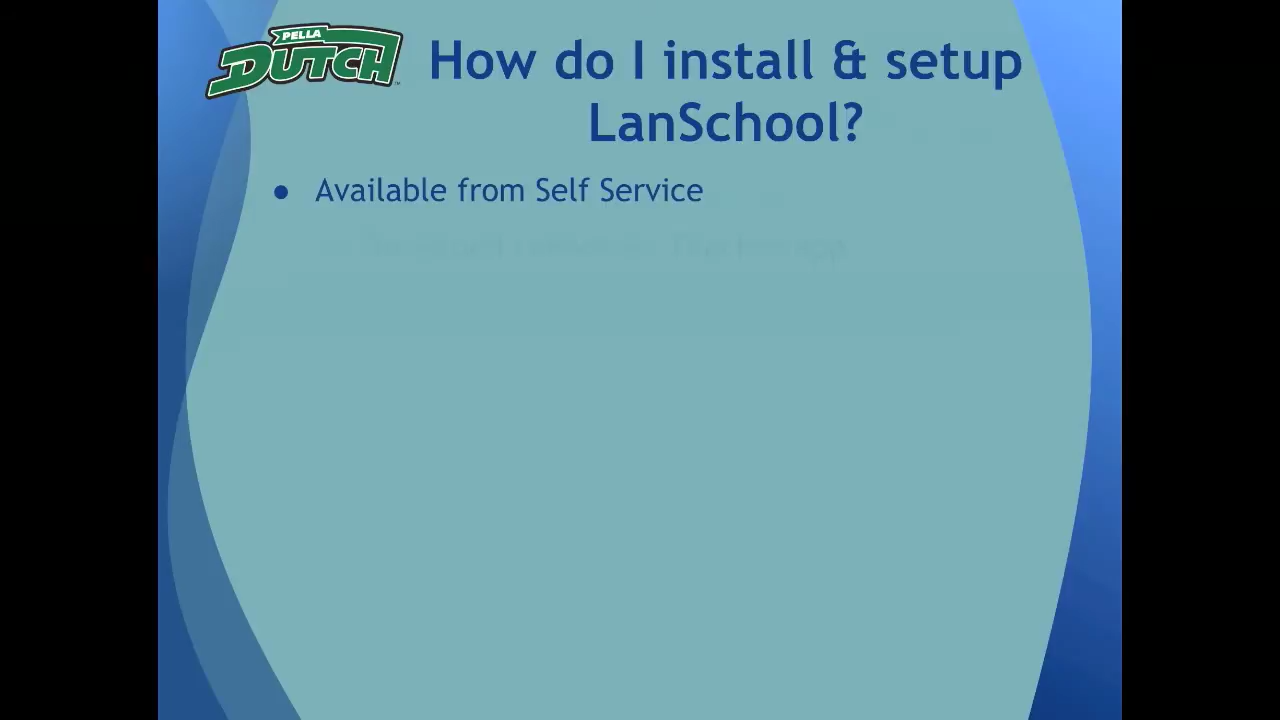 PELLA
DUTCH
How do I install & setup
LanSchool?
● Available from Self Service